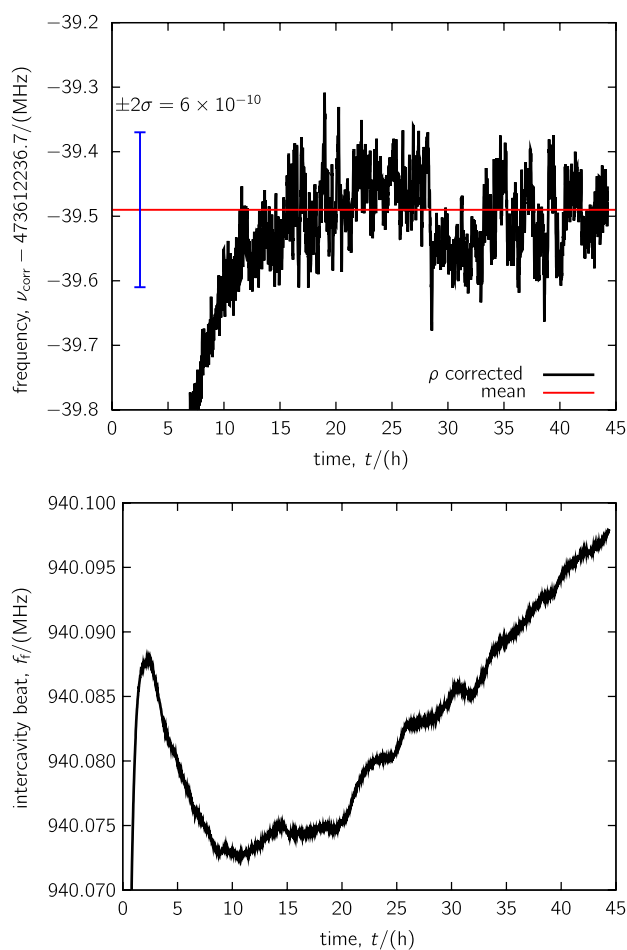 −39.2
−39.3
−39.4
−39.5
−39.6
−39.7
−39.8
frequency, ν_corr − 473612236.7/(MHz)
±2σ = 6 × 10⁻¹⁰
ρ corrected
mean
0 5 10 15 20 25 30 35 40 45
time, t/(h)
940.100
940.095
940.090
940.085
940.080
940.075
940.070
intercavity beat, f_f/(MHz)
0 5 10 15 20 25 30 35 40 45
time, t/(h)